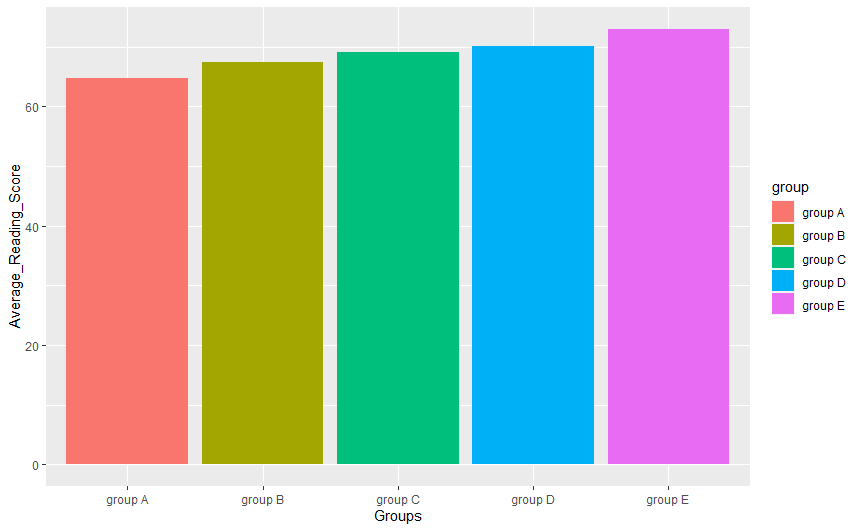 Average_Reading_Score
60
40
20
0
group A
group B
group C
group D
group E
Groups
group
group A
group B
group C
group D
group E